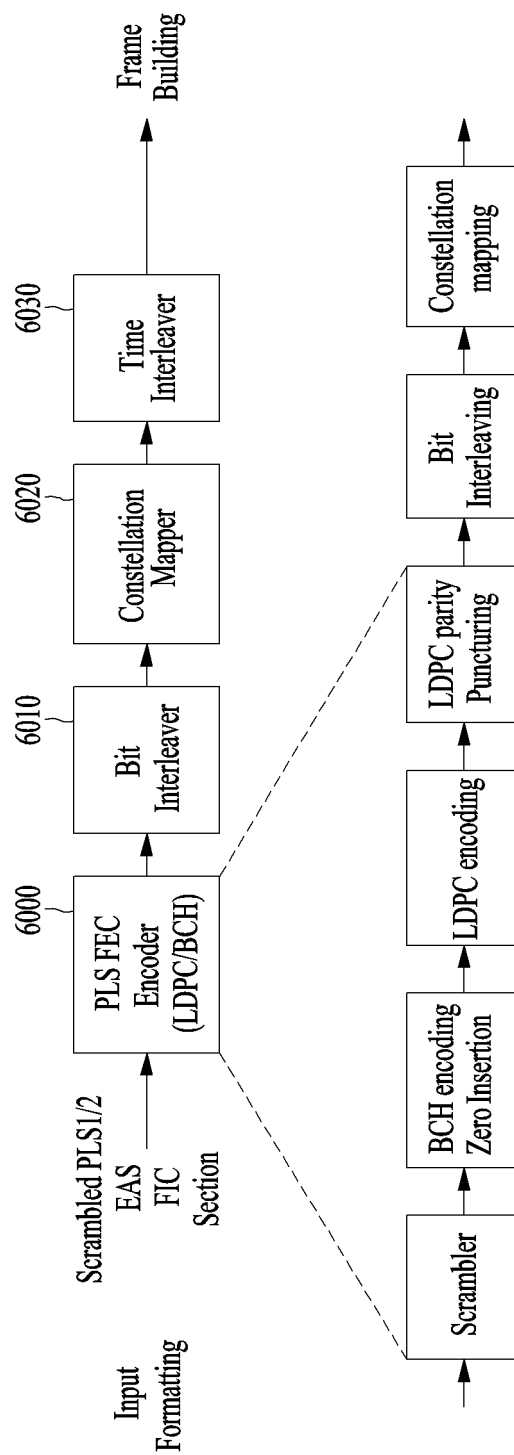 Input
Formatting
Scrambled PLS1/2
EAS
FIC
Section
6000
PLS FEC
Encoder
(LDPC/BCH)
6010
Bit
Interleaver
6020
Constellation
Mapper
6030
Time
Interleaver
Frame
Building
Scrambler
BCH encoding
Zero Insertion
LDPC encoding
LDPC parity
Puncturing
Bit
Interleaving
Constellation
mapping